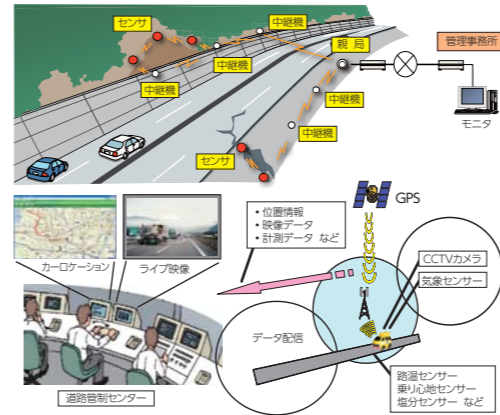 センサ
中継機
親 局
管理事務所
中継機
中継機
中継機
モニタ
中継機
センサ
GPS
・位置情報
・映像データ
・計測データ など
CCTVカメラ
気象センサー
カーロケーション
ライブ映像
データ配信
道路管制センター
路温センサー
乗り心地センサー
塩分センサー など